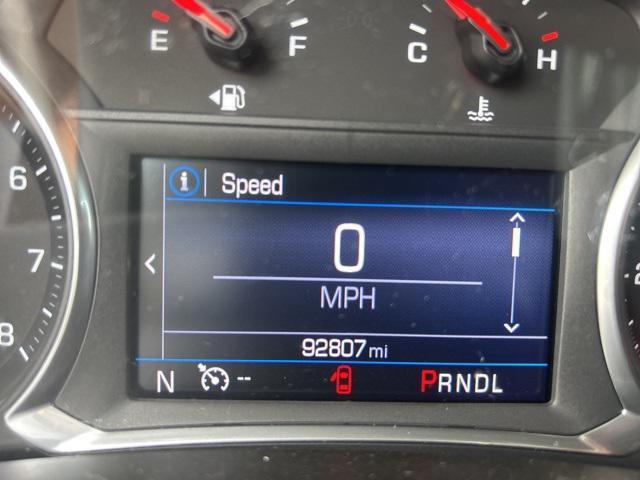 E F
C H
6
7
8
i Speed
0
MPH
92807 mi
N -- PRNDL